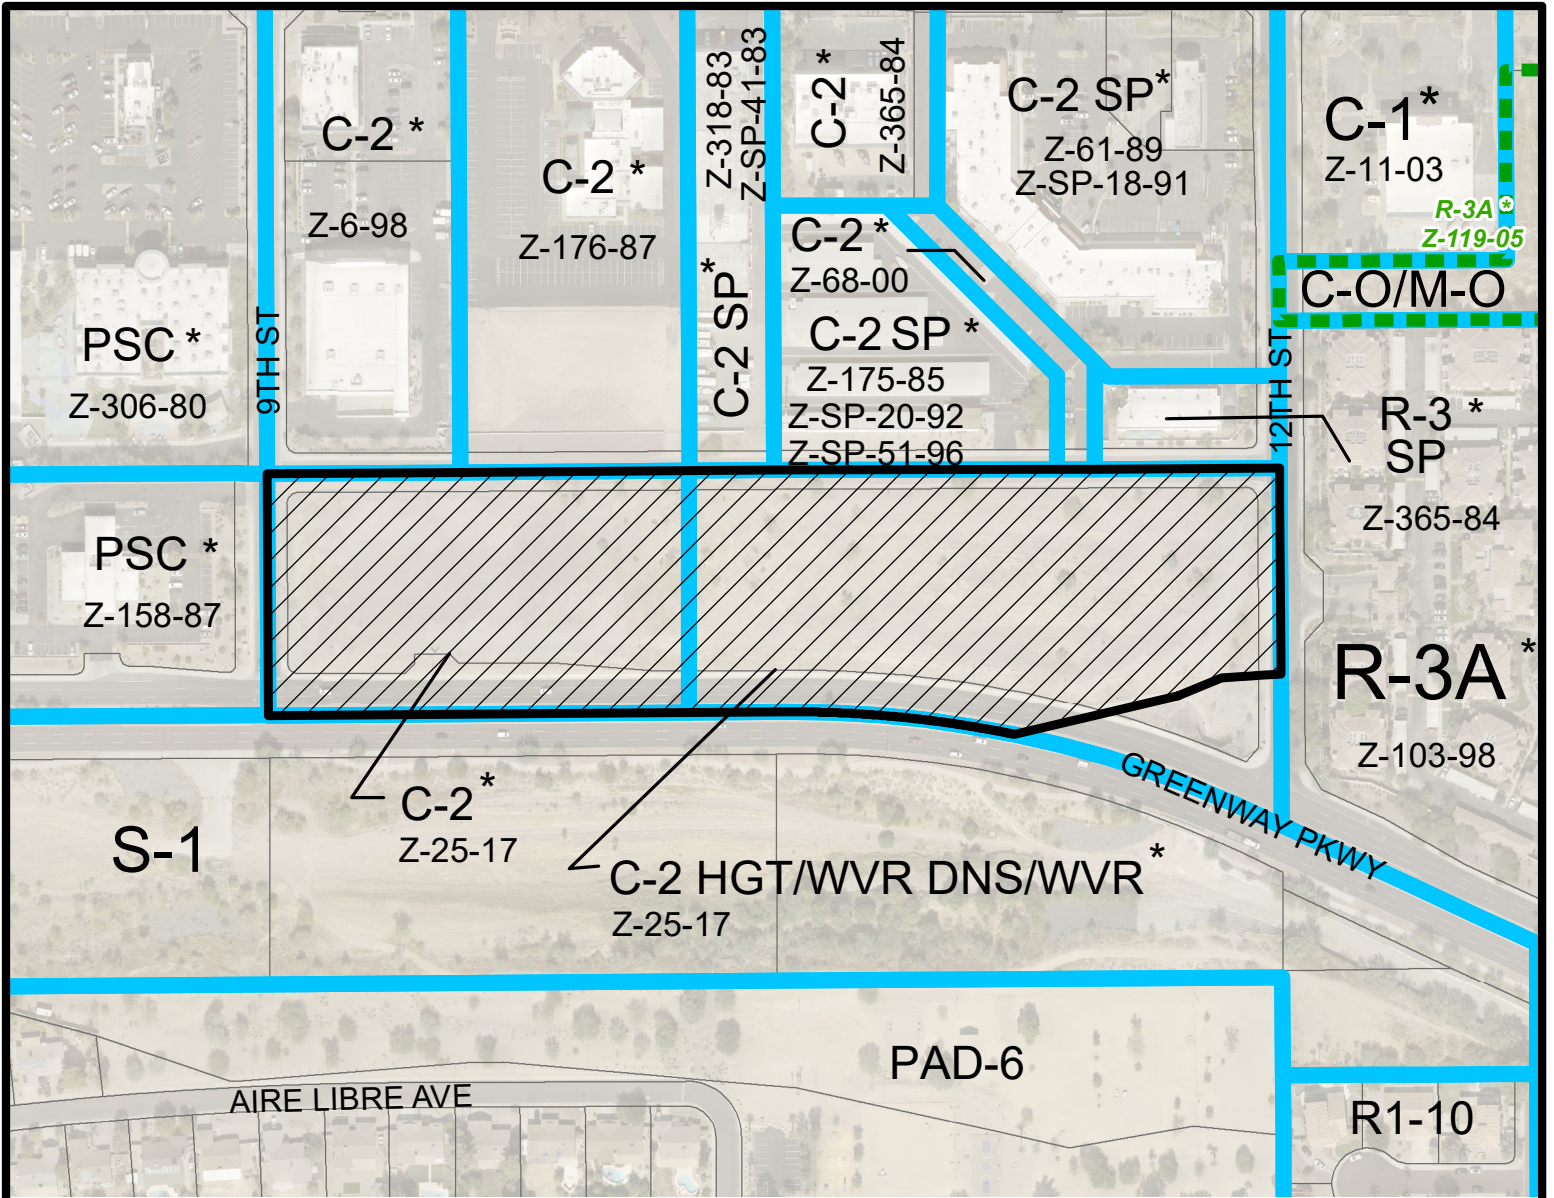 Z-318-83
Z-SP-41-83
C-2 *
Z-365-84
C-2 SP*
Z-61-89
Z-SP-18-91
C-1*
Z-11-03
C-2 *
Z-6-98
C-2 *
Z-176-87
R-3A *
Z-119-05
C-2 *
Z-68-00
C-O/M-O
C-2 SP*
C-2 SP *
Z-175-85
Z-SP-20-92
Z-SP-51-96
PSC *
Z-306-80
9TH ST
12TH ST
R-3 *
SP
Z-365-84
PSC *
Z-158-87
R-3A*
Z-103-98
C-2*
Z-25-17
GREENWAY PKWY
S-1
C-2 HGT/WVR DNS/WVR*
Z-25-17
PAD-6
AIRE LIBRE AVE
R1-10